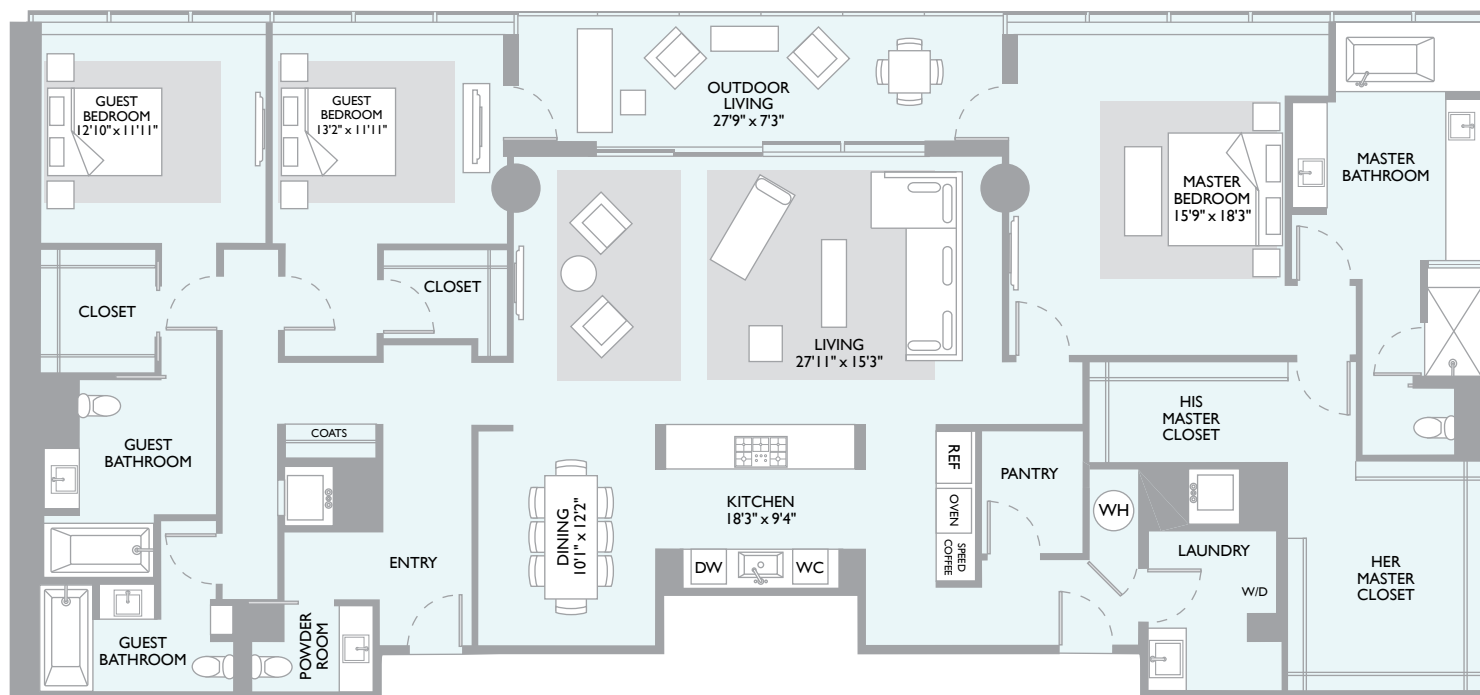 GUEST
BEDROOM
12'10" x 11'11"
GUEST
BEDROOM
13'2" x 11'11"
OUTDOOR
LIVING
27'9" x 7'3"
MASTER
BEDROOM
15'9" x 18'3"
MASTER
BATHROOM
CLOSET
CLOSET
LIVING
27'11" x 15'3"
HIS
MASTER
CLOSET
GUEST
BATHROOM
COATS
DINING
10'1" x 12'2"
KITCHEN
18'3" x 9'4"
REF
OVEN
SPEED
COFFEE
PANTRY
WH
LAUNDRY
W/D
HER
MASTER
CLOSET
ENTRY
DW
WC
GUEST
BATHROOM
POWDER
ROOM